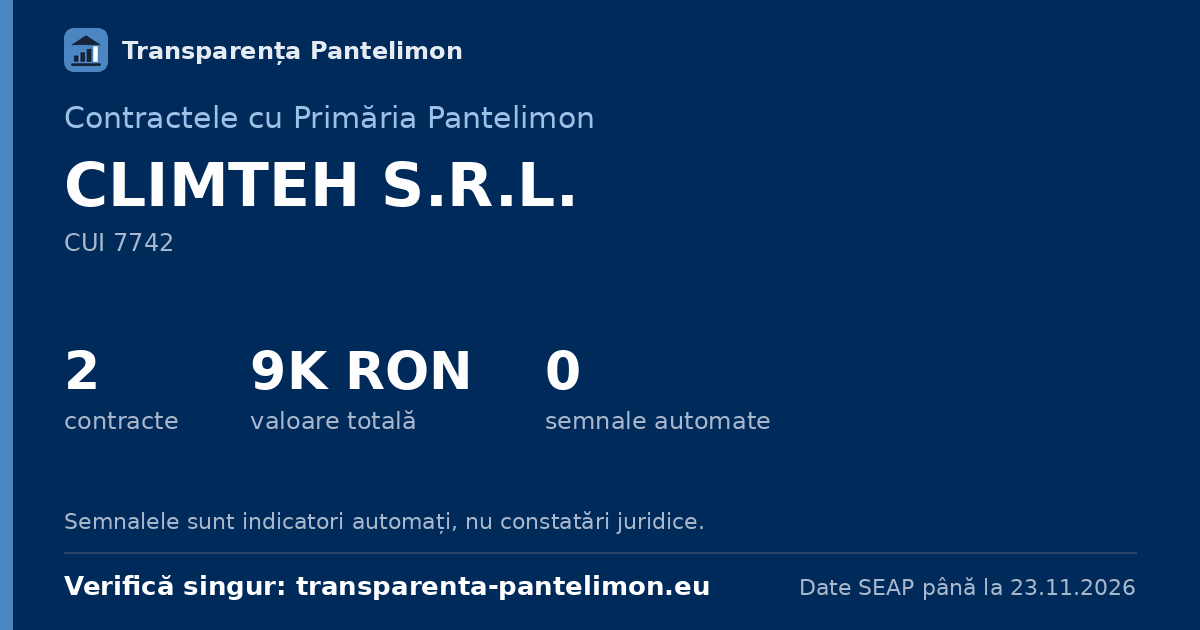 Transparența Pantelimon
Contractele cu Primăria Pantelimon
CLIMTEH S.R.L.
CUI 7742
2
contracte
9K RON
valoare totală
0
semnale automate
Semnalele sunt indicatori automați, nu constatări juridice.
Verifică singur: transparenta-pantelimon.eu
Date SEAP până la 23.11.2026